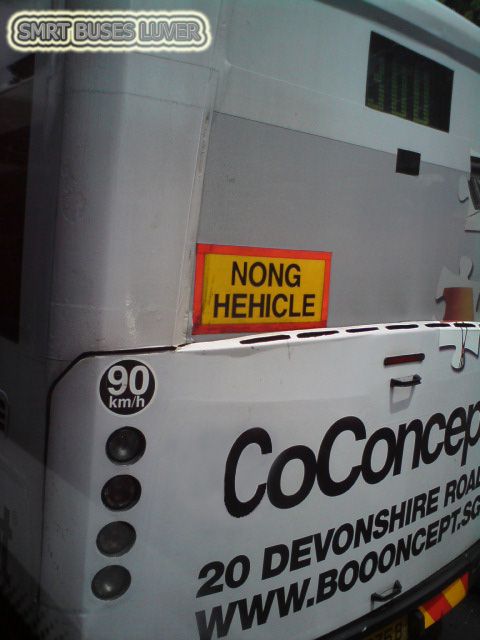 SMRT BUSES LUVER
NONG
HEHICLE
90
km/h
CoConcep
20 DEVONSHIRE ROA
WWW.BOOONCEPT.SG